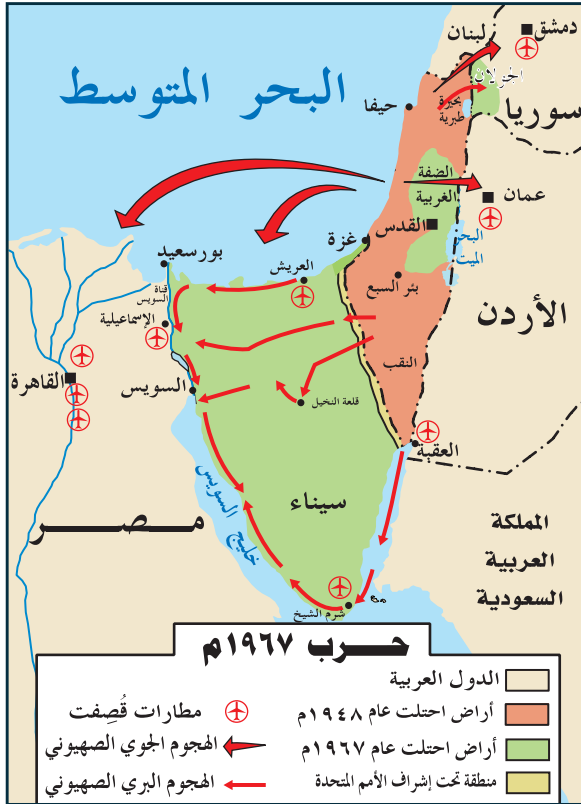 دمشق
لبنان
الجولان
سوريا
البحر المتوسط
حيفا
بحيرة
طبرية
الضفة
الغربية
عمان
القدس
غزة
البحر
الميت
بورسعيد
العريش
بئر السبع
قناة
السويس
الإسماعيلية
الأردن
النقب
القاهرة
السويس
قلعة النخيل
العقبة
سيناء
خليج السويس
مصر
المملكة
العربية
السعودية
شرم الشيخ
حرب ١٩٦٧م
الدول العربية
أراض احتلت عام ١٩٤٨م
أراض احتلت عام ١٩٦٧م
منطقة تحت إشراف الأمم المتحدة
مطارات قُصِفت
الهجوم الجوي الصهيوني
الهجوم البري الصهيوني